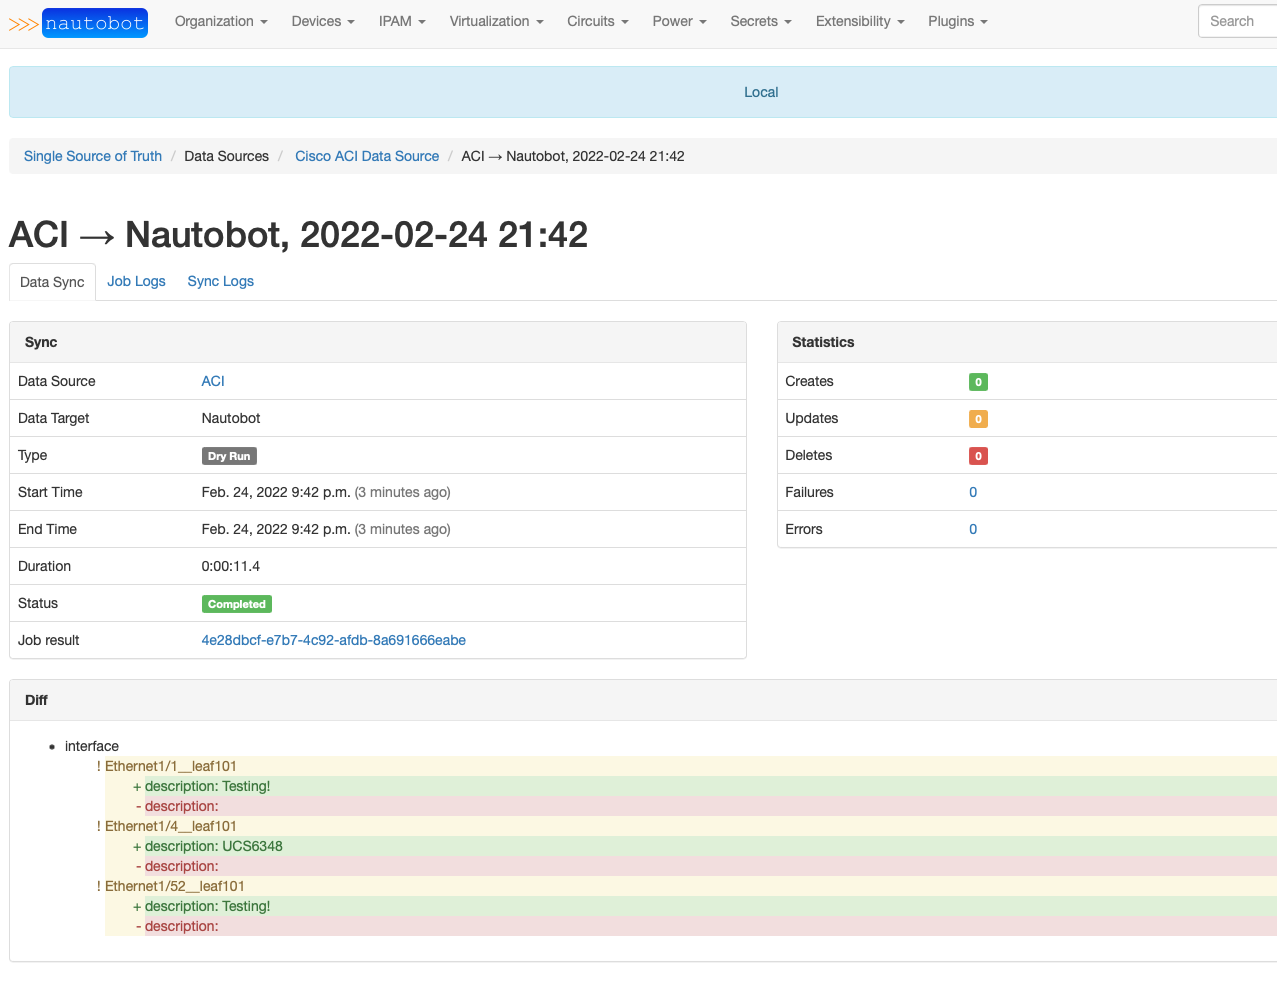 >>> nautobot Organization Devices IPAM Virtualization Circuits Power Secrets Extensibility Plugins Search
Local
Single Source of Truth / Data Sources / Cisco ACI Data Source / ACI → Nautobot, 2022-02-24 21:42
ACI → Nautobot, 2022-02-24 21:42
Data Sync Job Logs Sync Logs
Sync
Data Source ACI
Data Target Nautobot
Type Dry Run
Start Time Feb. 24, 2022 9:42 p.m. (3 minutes ago)
End Time Feb. 24, 2022 9:42 p.m. (3 minutes ago)
Duration 0:00:11.4
Status Completed
Job result 4e28dbcf-e7b7-4c92-afdb-8a691666eabe
Statistics
Creates 0
Updates 0
Deletes 0
Failures 0
Errors 0
Diff
• interface
! Ethernet1/1__leaf101
+ description: Testing!
- description:
! Ethernet1/4__leaf101
+ description: UCS6348
- description:
! Ethernet1/52__leaf101
+ description: Testing!
- description: